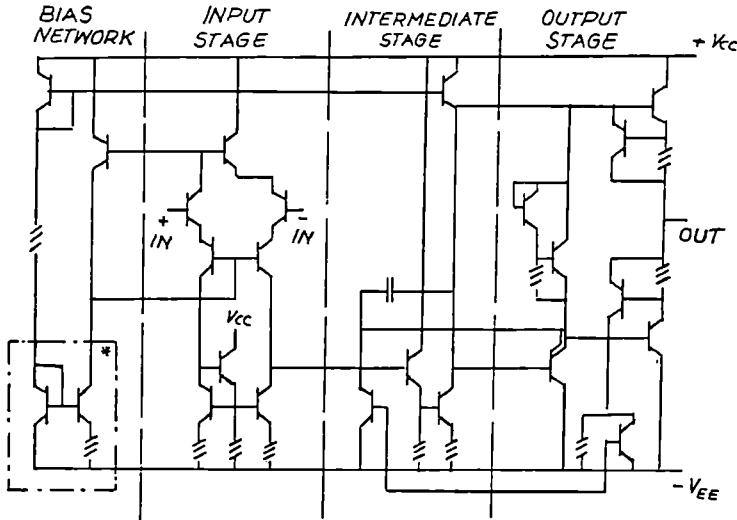 BIAS
NETWORK
INPUT
STAGE
INTERMEDIATE
STAGE
OUTPUT
STAGE
+ Vcc
+
IN
-
IN
OUT
Vcc
*
-VEE